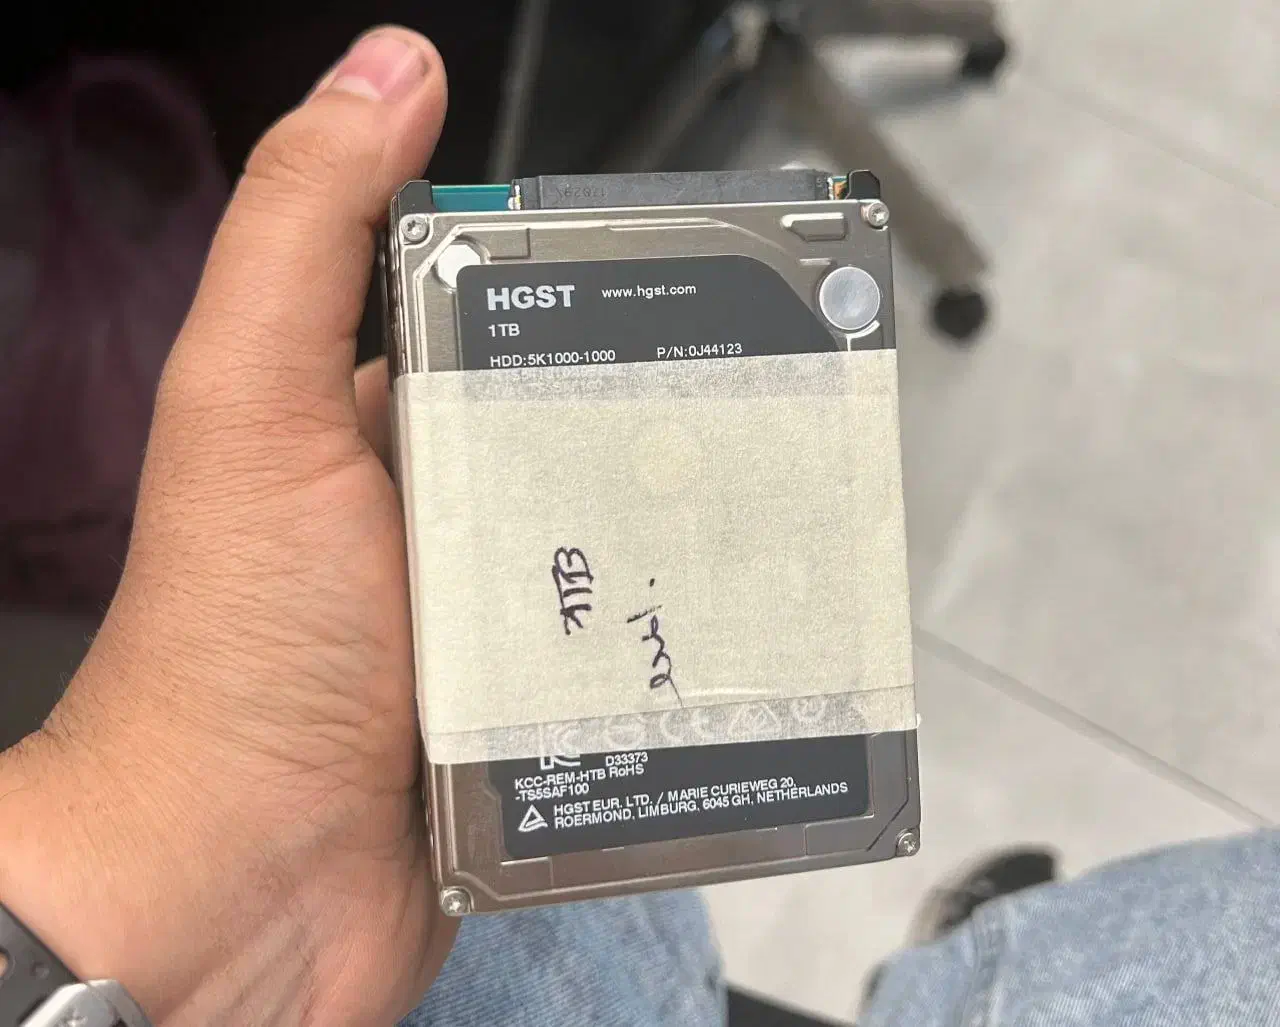 17829
HGST www.hgst.com
1TB
HDD:5K1000-1000 P/N:0J44123
1TB
D33373
KCC-REM-HTB RoHS
-TS5SAF100
HGST EUR. LTD. / MARIE CURIEWEG 20,
ROERMOND, LIMBURG, 6045 GH, NETHERLANDS